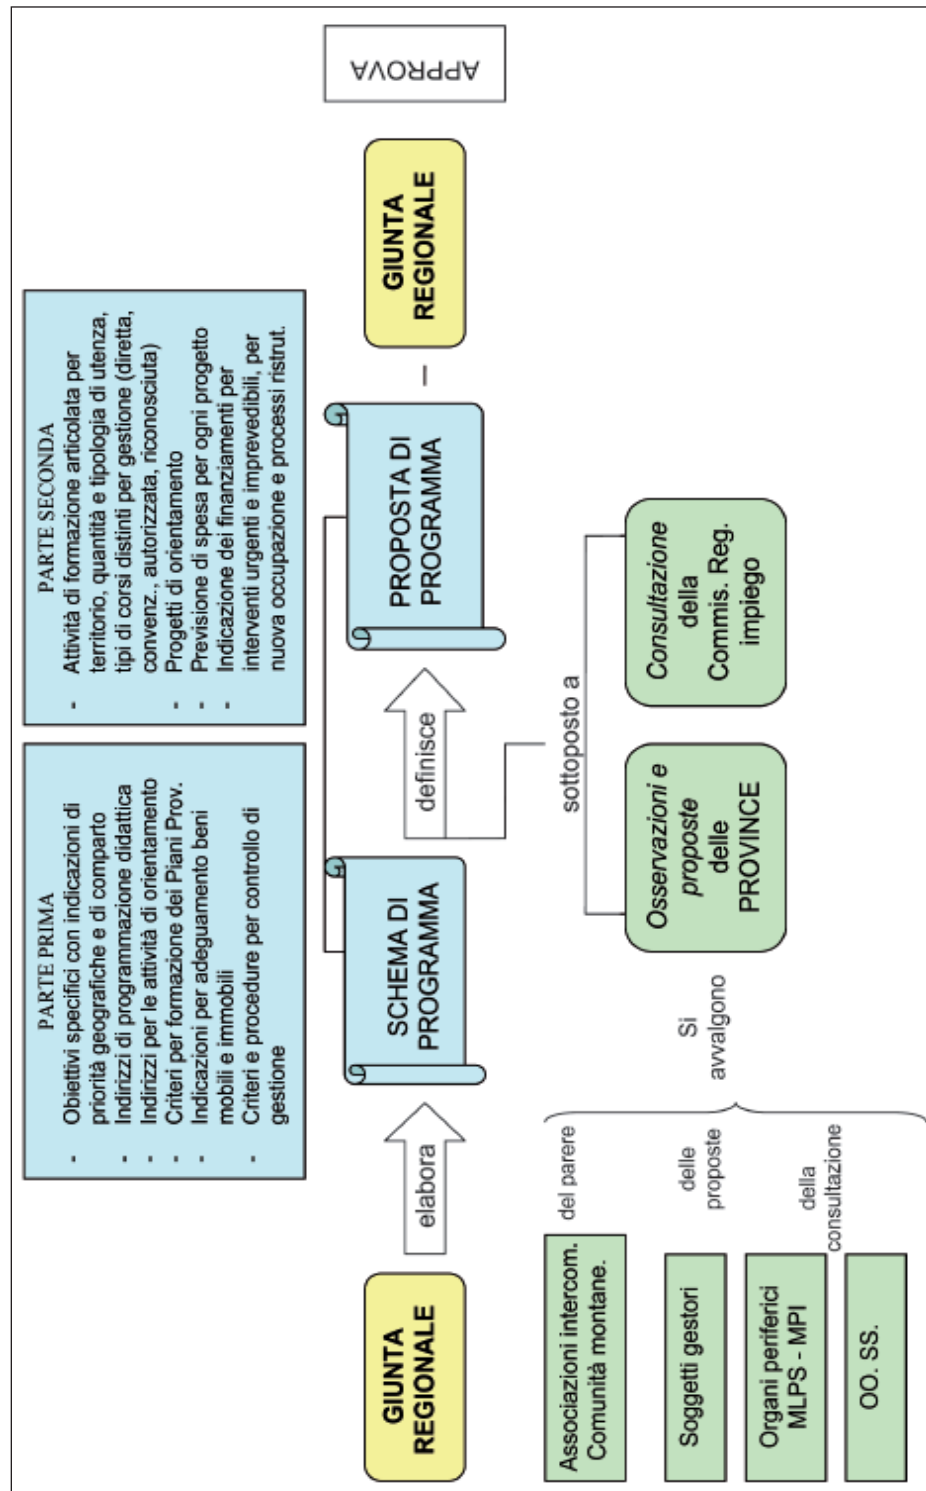 PARTE PRIMA
- Obiettivi specifici con indicazioni di
priorità geografiche e di comparto
- Indirizzi di programmazione didattica
- Indirizzi per le attività di orientamento
- Criteri per formazione dei Piani Prov.
- Indicazioni per adeguamento beni
mobili e immobili
- Criteri e procedure per controllo di
gestione
PARTE SECONDA
- Attività di formazione articolata per
territorio, quantità e tipologia di utenza,
tipi di corsi distinti per gestione (diretta,
convenz., autorizzata, riconosciuta)
- Progetti di orientamento
- Previsione di spesa per ogni progetto
- Indicazione dei finanziamenti per
interventi urgenti e imprevedibili, per
nuova occupazione e processi ristrut.
GIUNTA
REGIONALE
elabora
SCHEMA DI
PROGRAMMA
definisce
PROPOSTA DI
PROGRAMMA
GIUNTA
REGIONALE
APPROVA
sottoposto a
Osservazioni e
proposte
delle
PROVINCE
Consultazione
della
Commis. Reg.
impiego
Si
avvalgono
Associazioni intercom.
Comunità montane.
del parere
Soggetti gestori
delle
proposte
Organi periferici
MLPS - MPI
della
consultazione
OO. SS.